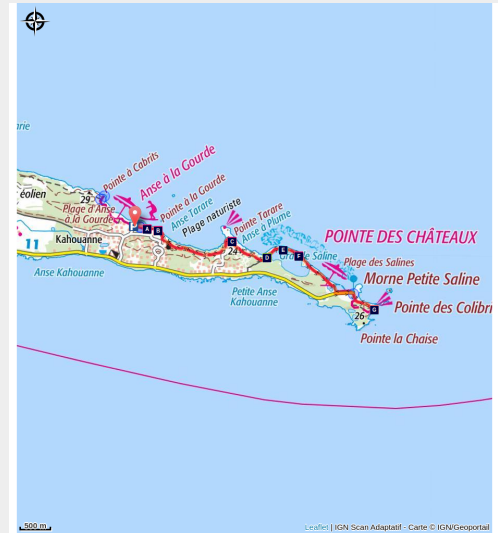 arie
éolien
29
Pointe à Cabrits
Anse à la Gourde
Plage d'Anse
à la Gourde
Pointe à la Gourde
Anse Tarare
Plage naturiste
Pointe Tarare
Anse à Plume
P
A
B
C
D
E
F
G
11
Kahouanne
24
Grande Saline
POINTE DES CHÂTEAUX
Plage des Salines
Morne Petite Saline
Anse Kahouanne
Petite Anse
Kahouanne
Pointe des Colibri
26
Pointe la Chaise
500 m
Leaflet | IGN Scan Adaptatif - Carte © IGN/Geoportail